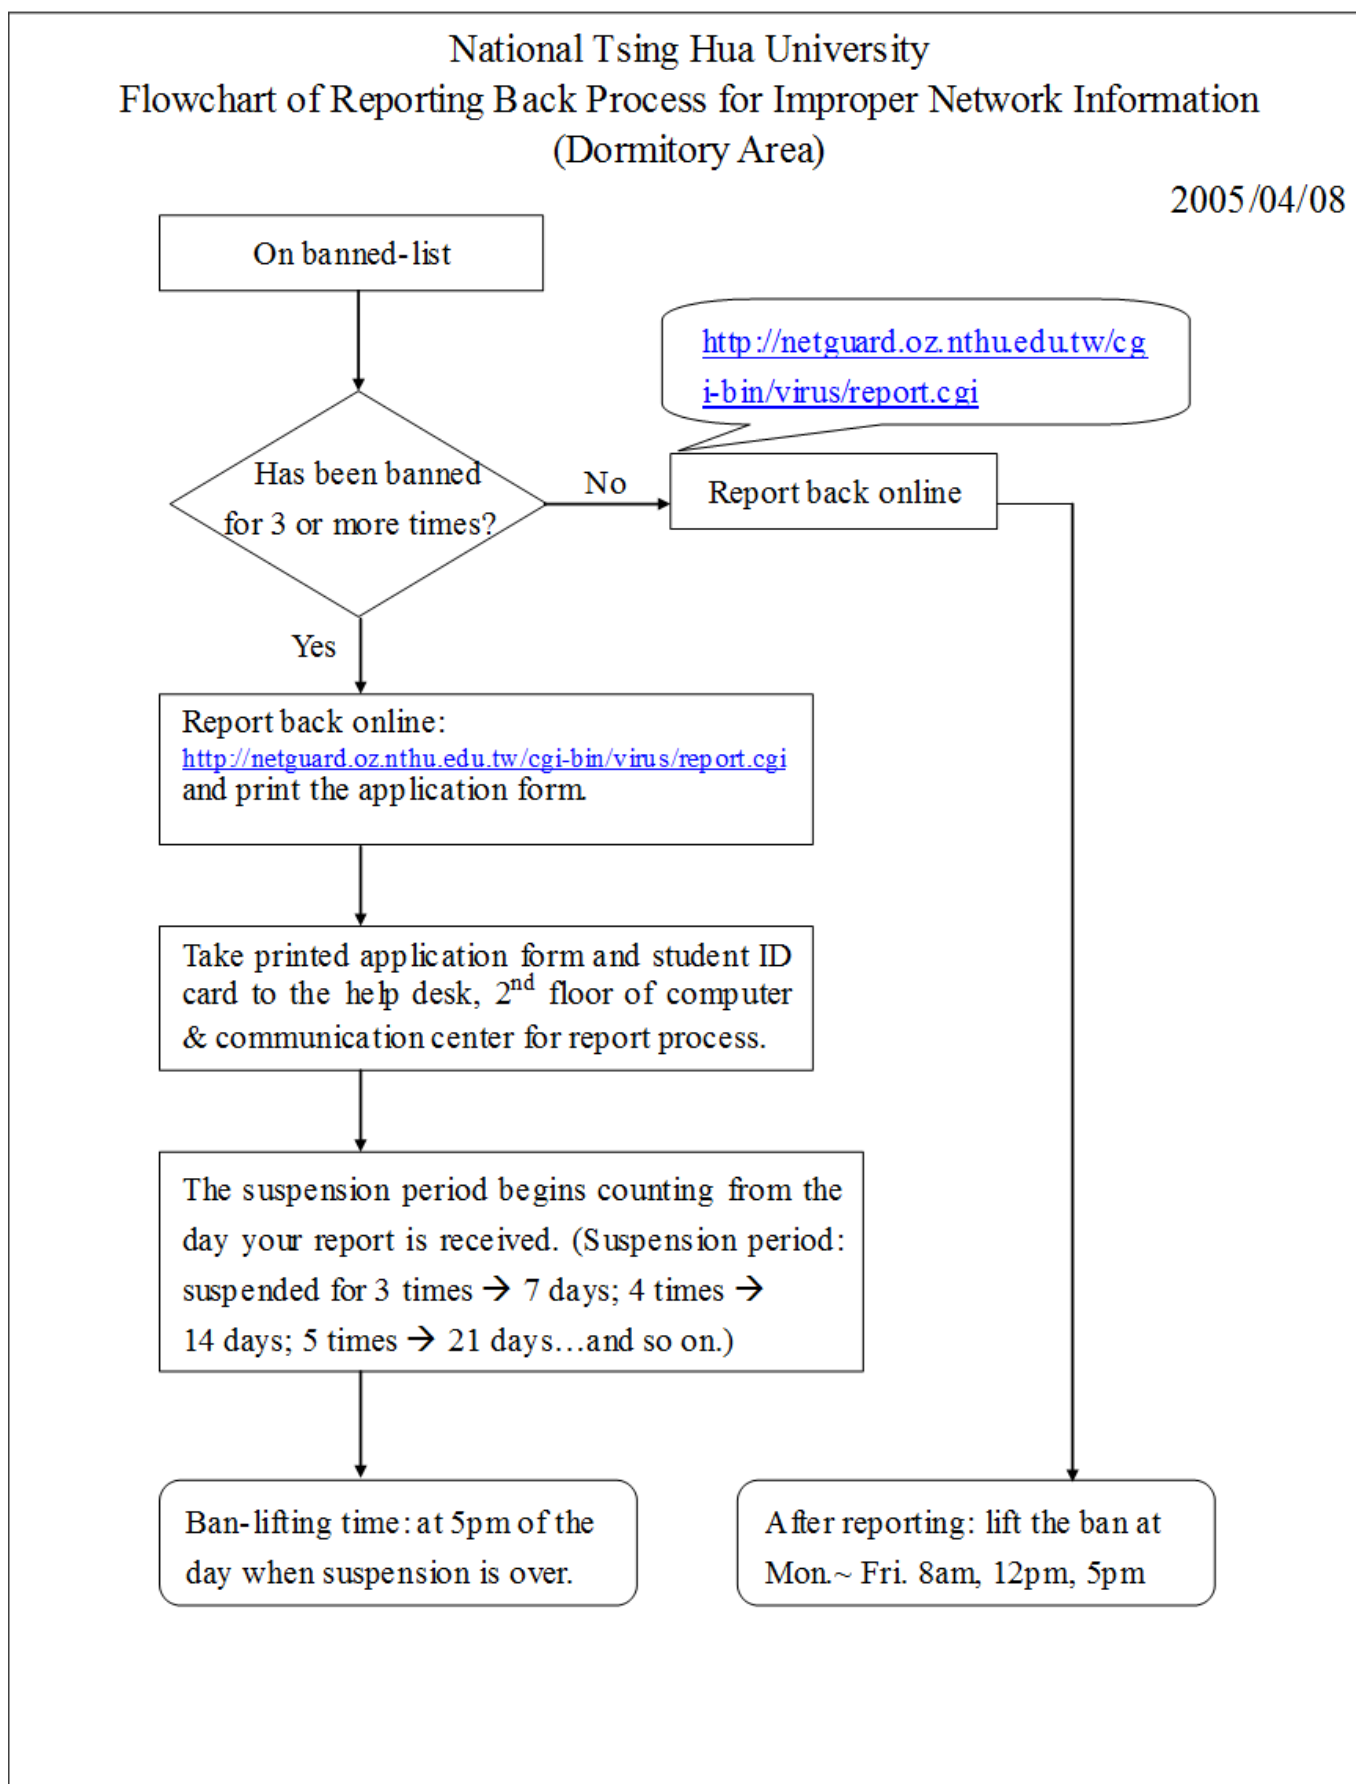 National Tsing Hua University
Flowchart of Reporting Back Process for Improper Network Information
(Dormitory Area)
2005/04/08
On banned-list
http://netguard.oz.nthu.edu.tw/cg
i-bin/virus/report.cgi
Has been banned
for 3 or more times?
No
Report back online
Yes
Report back online:
http://netguard.oz.nthu.edu.tw/cgi-bin/virus/report.cgi
and print the application form.
Take printed application form and student ID
card to the help desk, 2nd floor of computer
& communication center for report process.
The suspension period begins counting from the
day your report is received. (Suspension period:
suspended for 3 times → 7 days; 4 times →
14 days; 5 times → 21 days…and so on.)
Ban-lifting time: at 5pm of the
day when suspension is over.
After reporting: lift the ban at
Mon.~ Fri. 8am, 12pm, 5pm